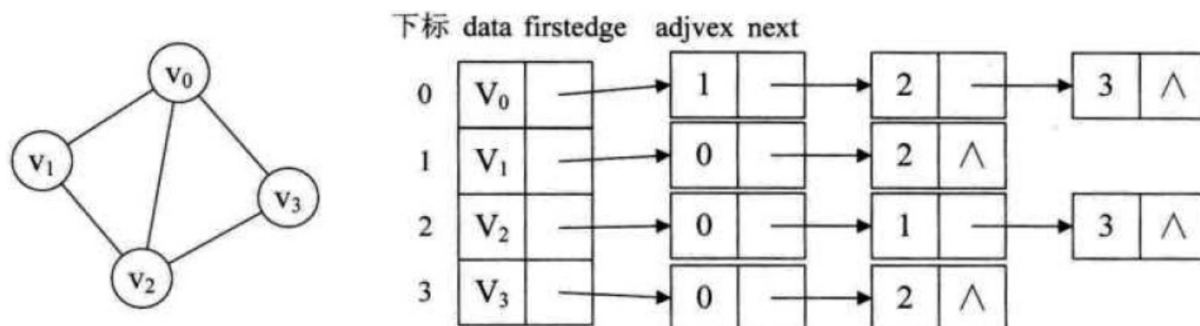 下标 data firstedge adjvex next
v₀
v₁
v₂
v₃
0 V₀ 1 2 3 ∧
1 V₁ 0 2 ∧
2 V₂ 0 1 3 ∧
3 V₃ 0 2 ∧